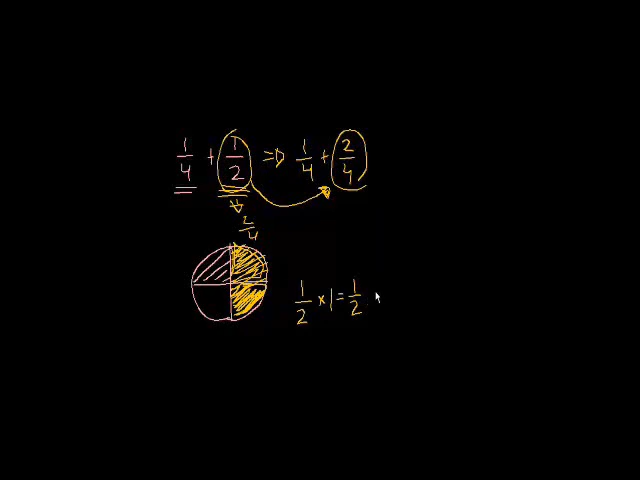 1/4 + 1/2 ⇒ 1/4 + 2/4
2/4
1/2 × 1 = 1/2